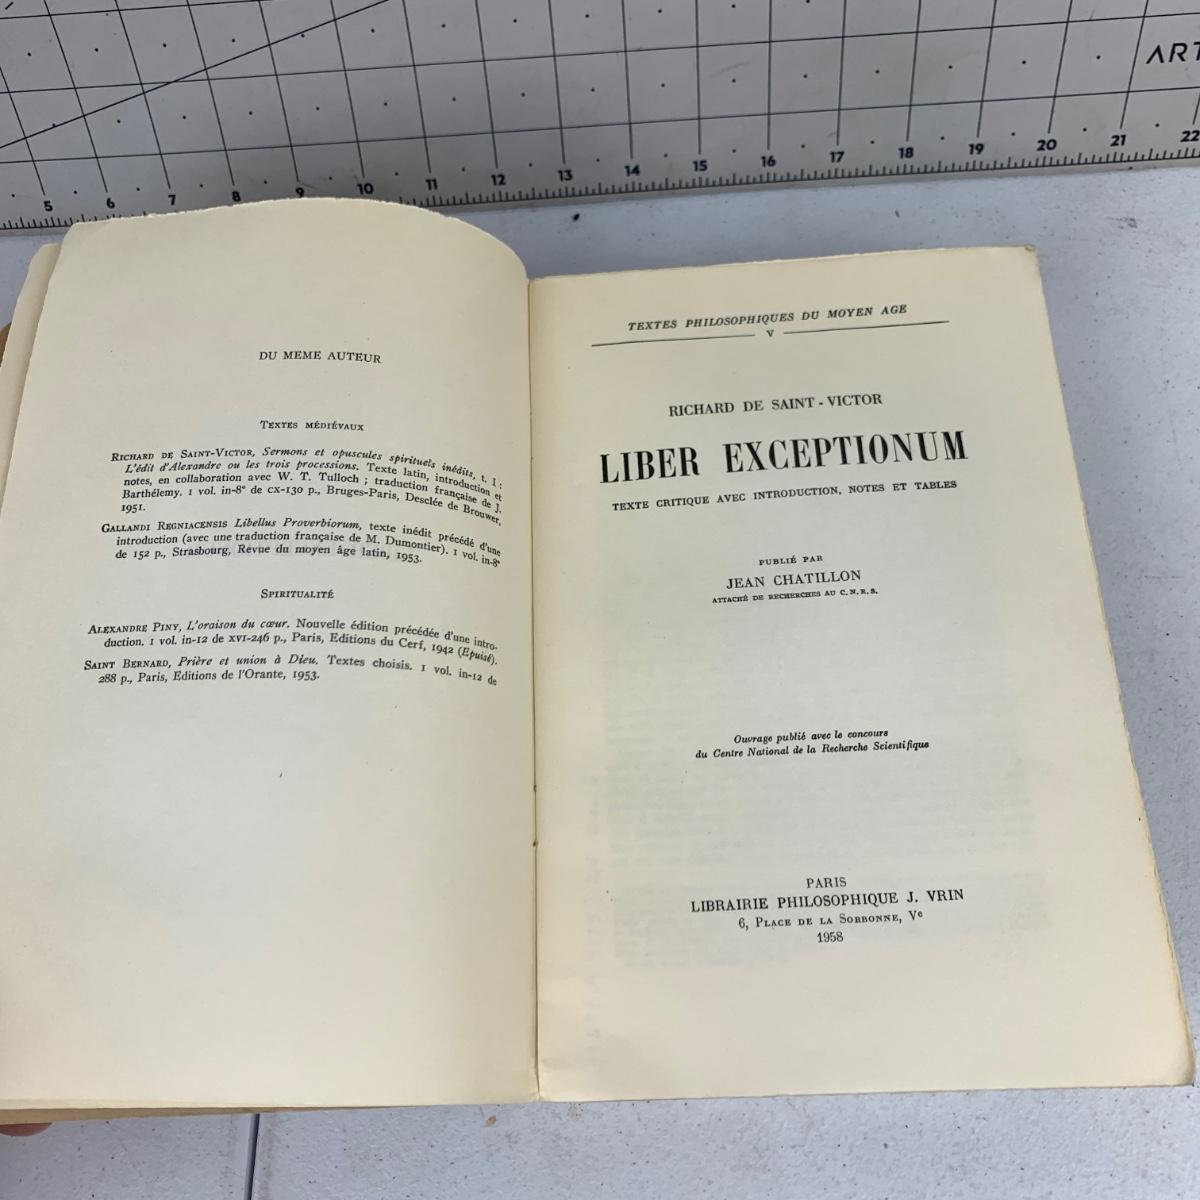 ART
5 6 7 8 9 10 11 12 13 14 15 16 17 18 19 20 21 22
DU MEME AUTEUR
TEXTES MÉDIÉVAUX
RICHARD DE SAINT-VICTOR, Sermons et opuscules spirituels inédits, t. I :
L'édit d'Alexandre ou les trois processions. Texte latin, introduction et
notes, en collaboration avec W. T. Tulloch ; traduction française de J.
Barthélemy. 1 vol. in-8° de CX-130 p., Bruges-Paris, Desclée de Brouwer,
1951.
GALLANDI REGNIACENSIS Libellus Proverbiorum, texte inédit précédé d'une
introduction (avec une traduction française de M. Dumontier). 1 vol. in-8°
de 152 p., Strasbourg, Revue du moyen âge latin, 1953.
SPIRITUALITÉ
ALEXANDRE PINY, L'oraison du cœur. Nouvelle édition précédée d'une intro-
duction. 1 vol. in-12 de XVI-246 p., Paris, Editions du Cerf, 1942 (Epuisé).
SAINT BERNARD, Prière et union à Dieu. Textes choisis. 1 vol. in-12 de
288 p., Paris, Editions de l'Orante, 1953.
TEXTES PHILOSOPHIQUES DU MOYEN AGE
V
RICHARD DE SAINT-VICTOR
LIBER EXCEPTIONUM
TEXTE CRITIQUE AVEC INTRODUCTION, NOTES ET TABLES
PUBLIÉ PAR
JEAN CHATILLON
ATTACHÉ DE RECHERCHES AU C.N.R.S.
Ouvrage publié avec le concours
du Centre National de la Recherche Scientifique
PARIS
LIBRAIRIE PHILOSOPHIQUE J. VRIN
6, PLACE DE LA SORBONNE, Ve
1958